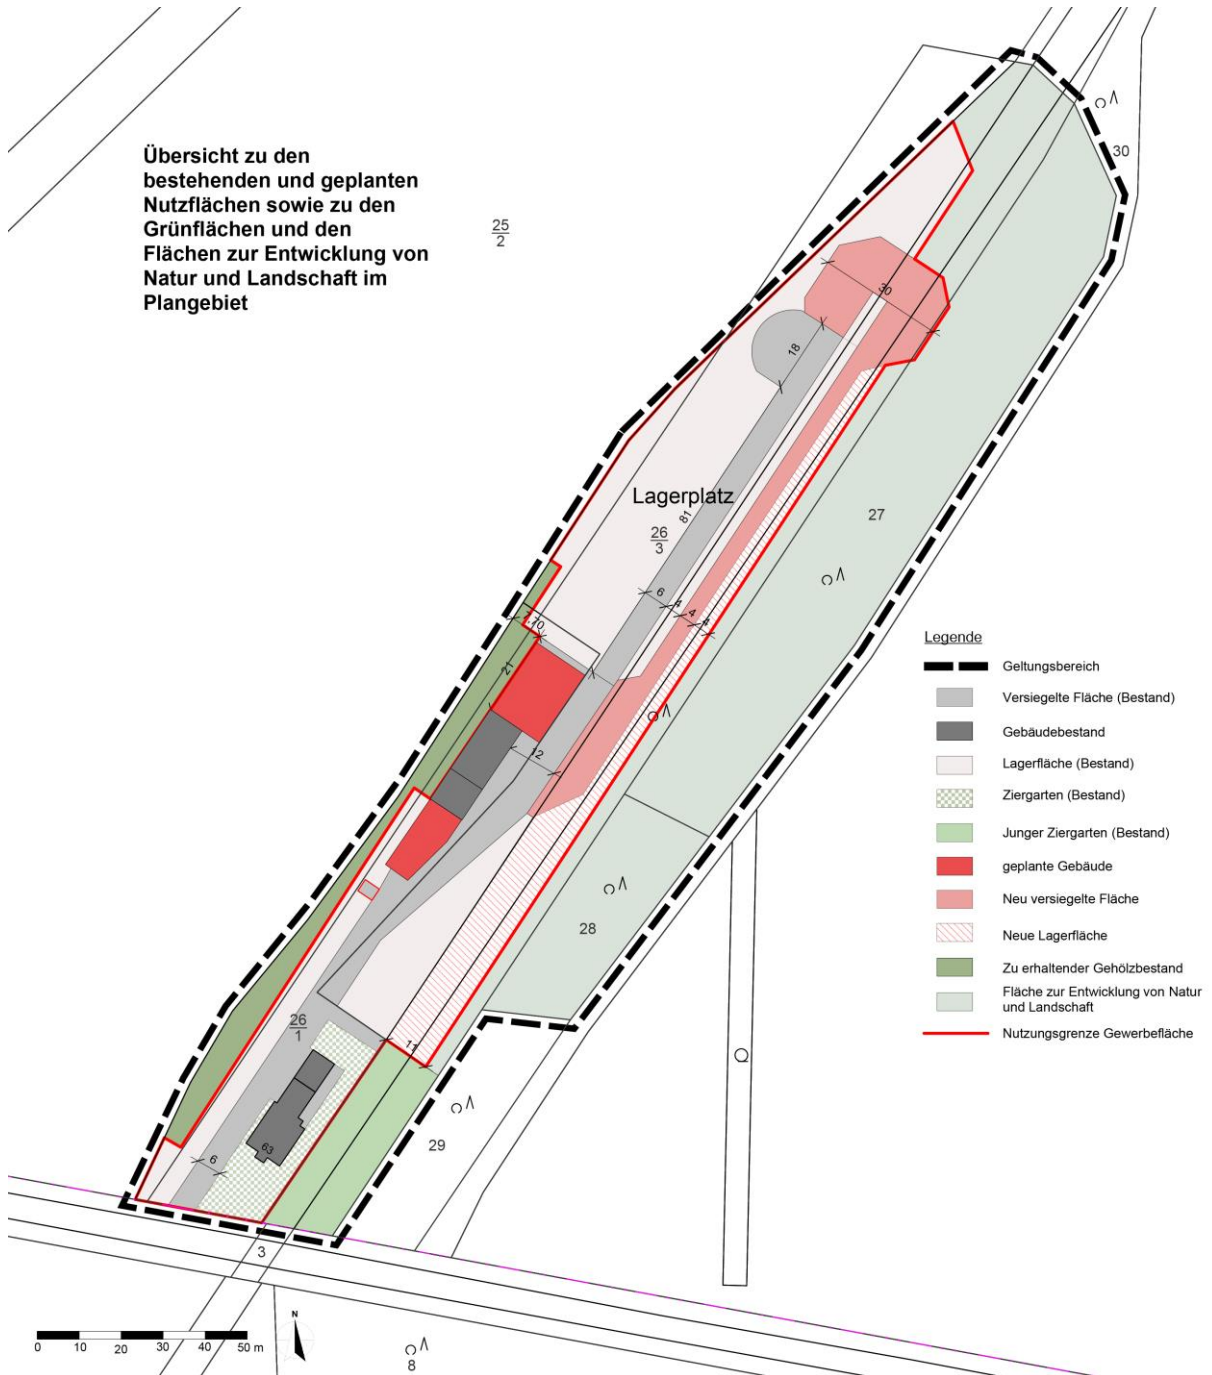 Übersicht zu den
bestehenden und geplanten
Nutzflächen sowie zu den
Grünflächen und den
Flächen zur Entwicklung von
Natur und Landschaft im
Plangebiet
25
2
30
30
18
Lagerplatz
81
26
3
27
6
4
4
4
7.70
21
12
28
26
1
11
63
6
29
3
8
Legende
Geltungsbereich
Versiegelte Fläche (Bestand)
Gebäudebestand
Lagerfläche (Bestand)
Ziergarten (Bestand)
Junger Ziergarten (Bestand)
geplante Gebäude
Neu versiegelte Fläche
Neue Lagerfläche
Zu erhaltender Gehölzbestand
Fläche zur Entwicklung von Natur
und Landschaft
Nutzungsgrenze Gewerbefläche
N
0 10 20 30 40 50 m